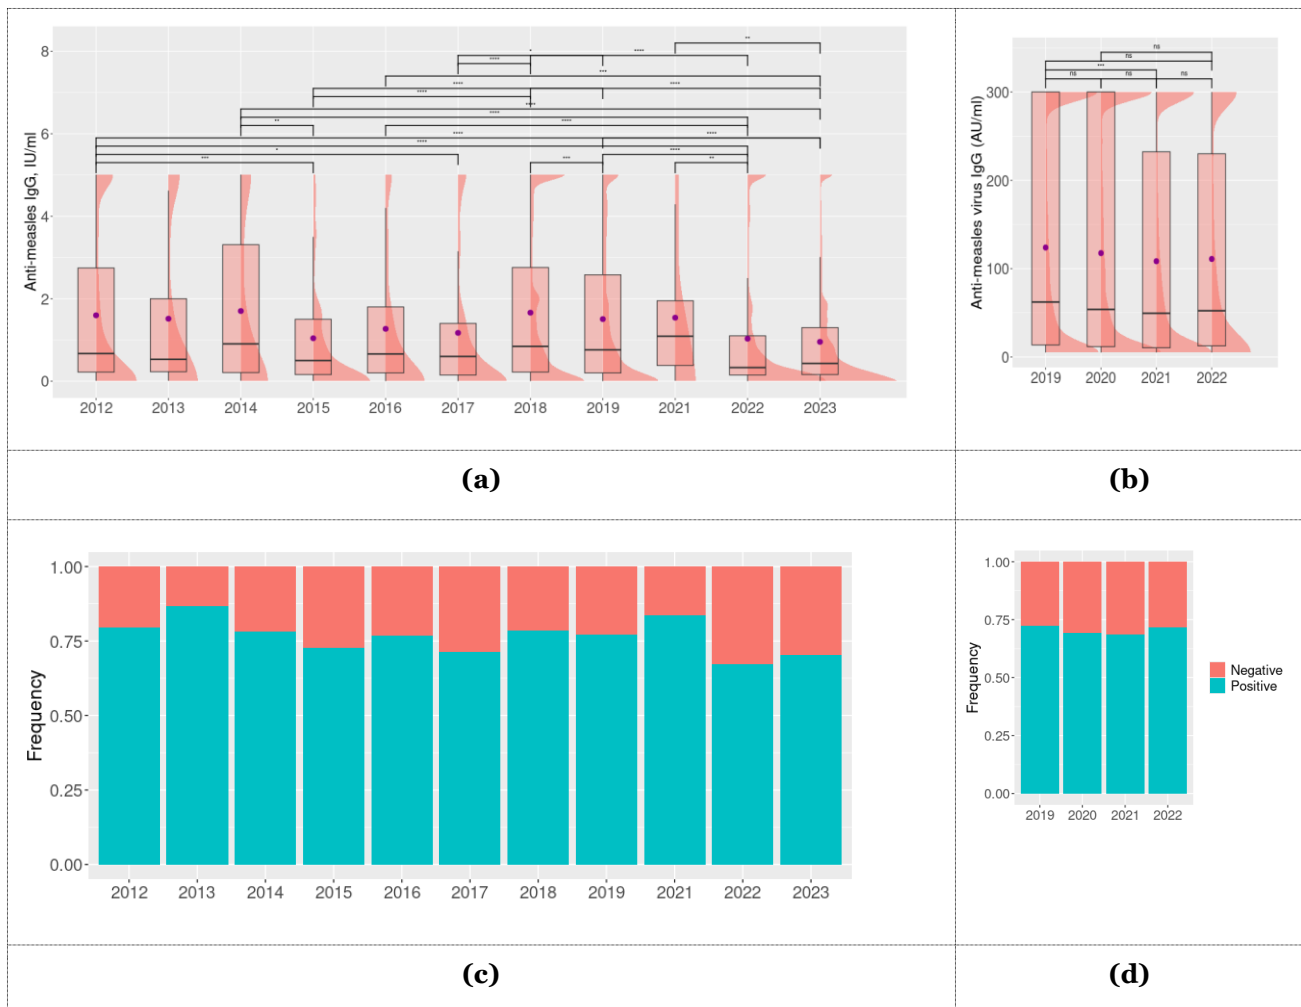 Anti-measles IgG, IU/ml
8
6
4
2
0
** 
* ****
****
***
**** ****
**** ****
****
****
** ****
**** ****
****
* ****
*** *** **
2012 2013 2014 2015 2016 2017 2018 2019 2021 2022 2023
Anti-measles virus IgG (AU/ml)
300
200
100
0
ns
ns
***
ns ns ns
2019 2020 2021 2022
(a) (b)
Frequency
1.00
0.75
0.50
0.25
0.00
2012 2013 2014 2015 2016 2017 2018 2019 2021 2022 2023
Frequency
1.00
0.75
0.50
0.25
0.00
2019 2020 2021 2022
Negative
Positive
(c) (d)